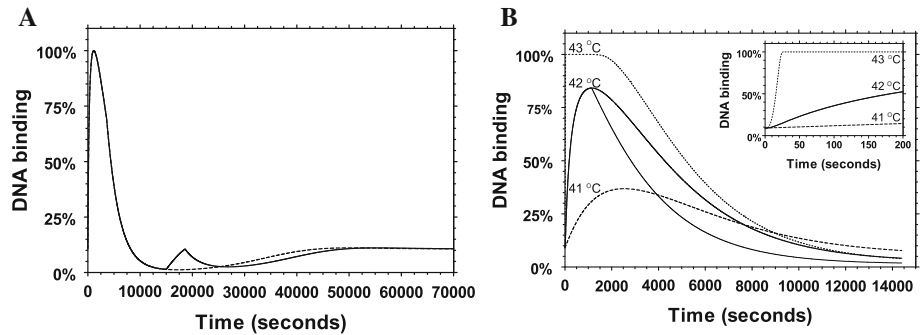 A
DNA binding
100%
75%
50%
25%
0%
0 10000 20000 30000 40000 50000 60000 70000
Time (seconds)
B
DNA binding
100%
75%
50%
25%
0%
43 °C
42 °C
41 °C
0 2000 4000 6000 8000 10000 12000 14000
Time (seconds)
DNA binding
100%
50%
0%
43 °C
42 °C
41 °C
0 50 100 150 200
Time (seconds)